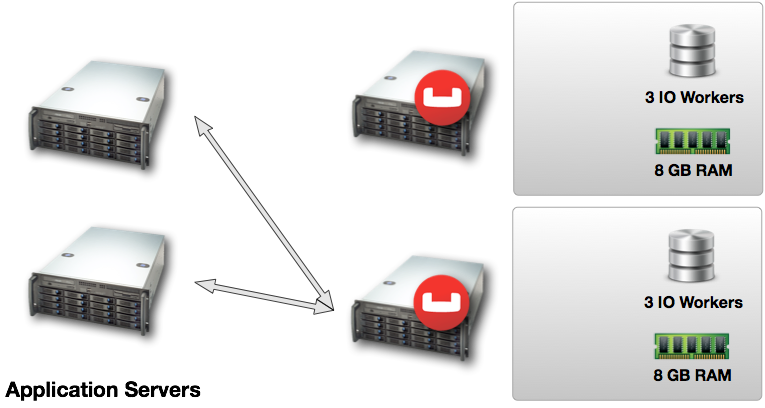 3 IO Workers
8 GB RAM
3 IO Workers
8 GB RAM
Application Servers